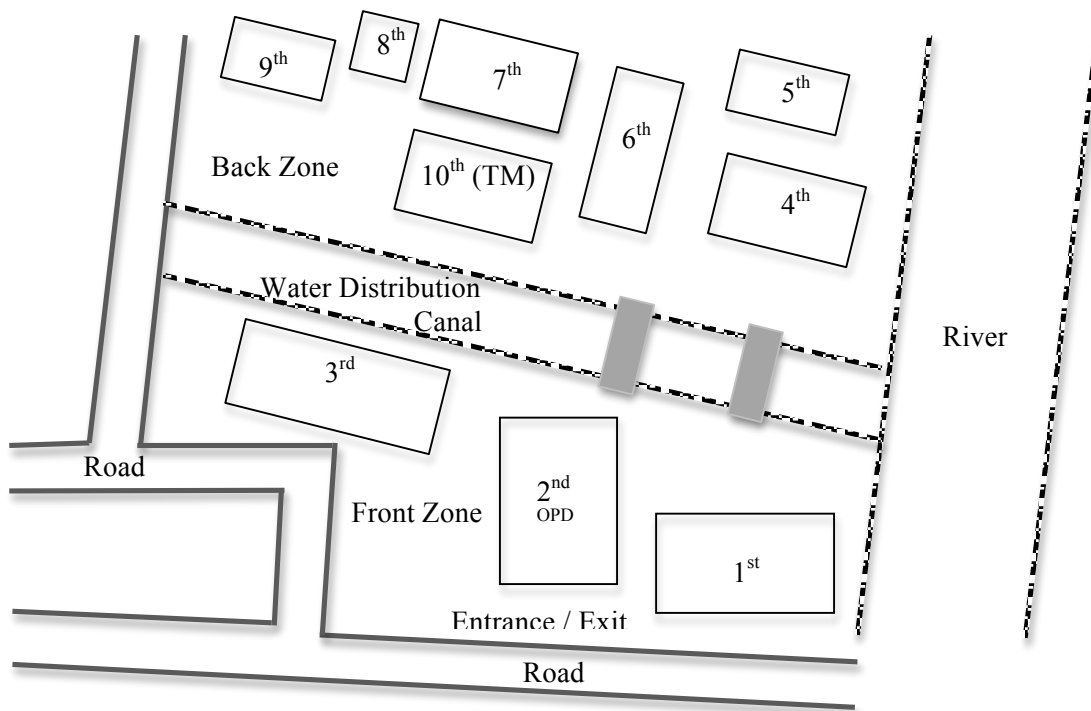 8th
9th
7th
5th
6th
Back Zone
10th (TM)
4th
Water Distribution
Canal
River
3rd
Road
2nd
OPD
Front Zone
1st
Entrance / Exit
Road